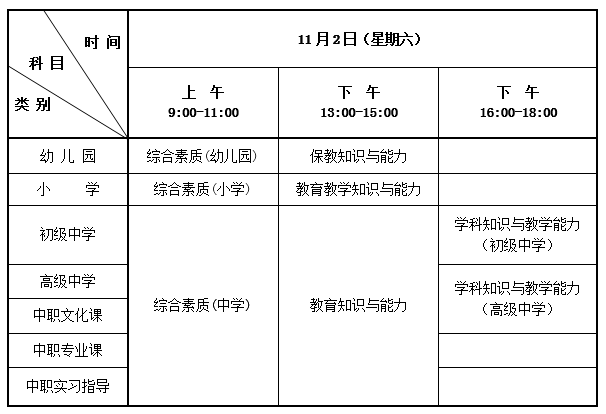 时 间
科 目
类 别
11月2日（星期六）
上 午
9:00-11:00
下 午
13:00-15:00
下 午
16:00-18:00
幼 儿 园
综合素质(幼儿园)
保教知识与能力
小 学
综合素质(小学)
教育教学知识与能力
初级中学
综合素质(中学)
教育知识与能力
学科知识与教学能力
（初级中学）
高级中学
学科知识与教学能力
（高级中学）
中职文化课
中职专业课
中职实习指导